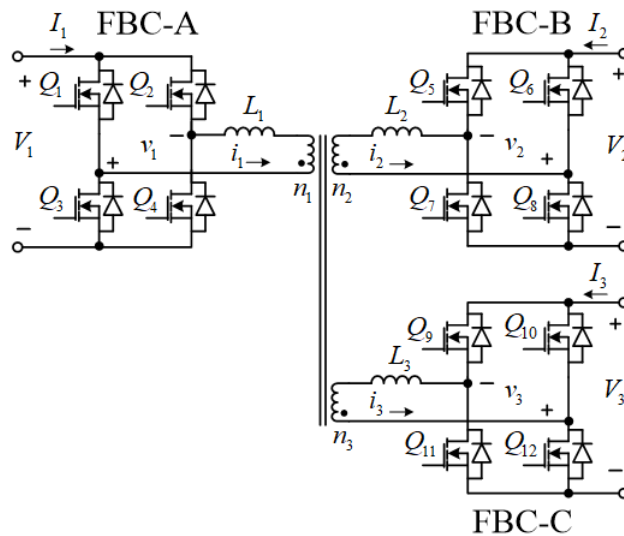 I1 FBC-A FBC-B I2
+ Q1 Q2 Q5 Q6 +
L1 L2
V1 + v1 − i1 n1 n2 i2 − v2 + V2
Q3 Q4 Q7 Q8
− −
I3
Q9 Q10 +
L3
i3 − v3 + V3
n3
Q11 Q12 −
FBC-C